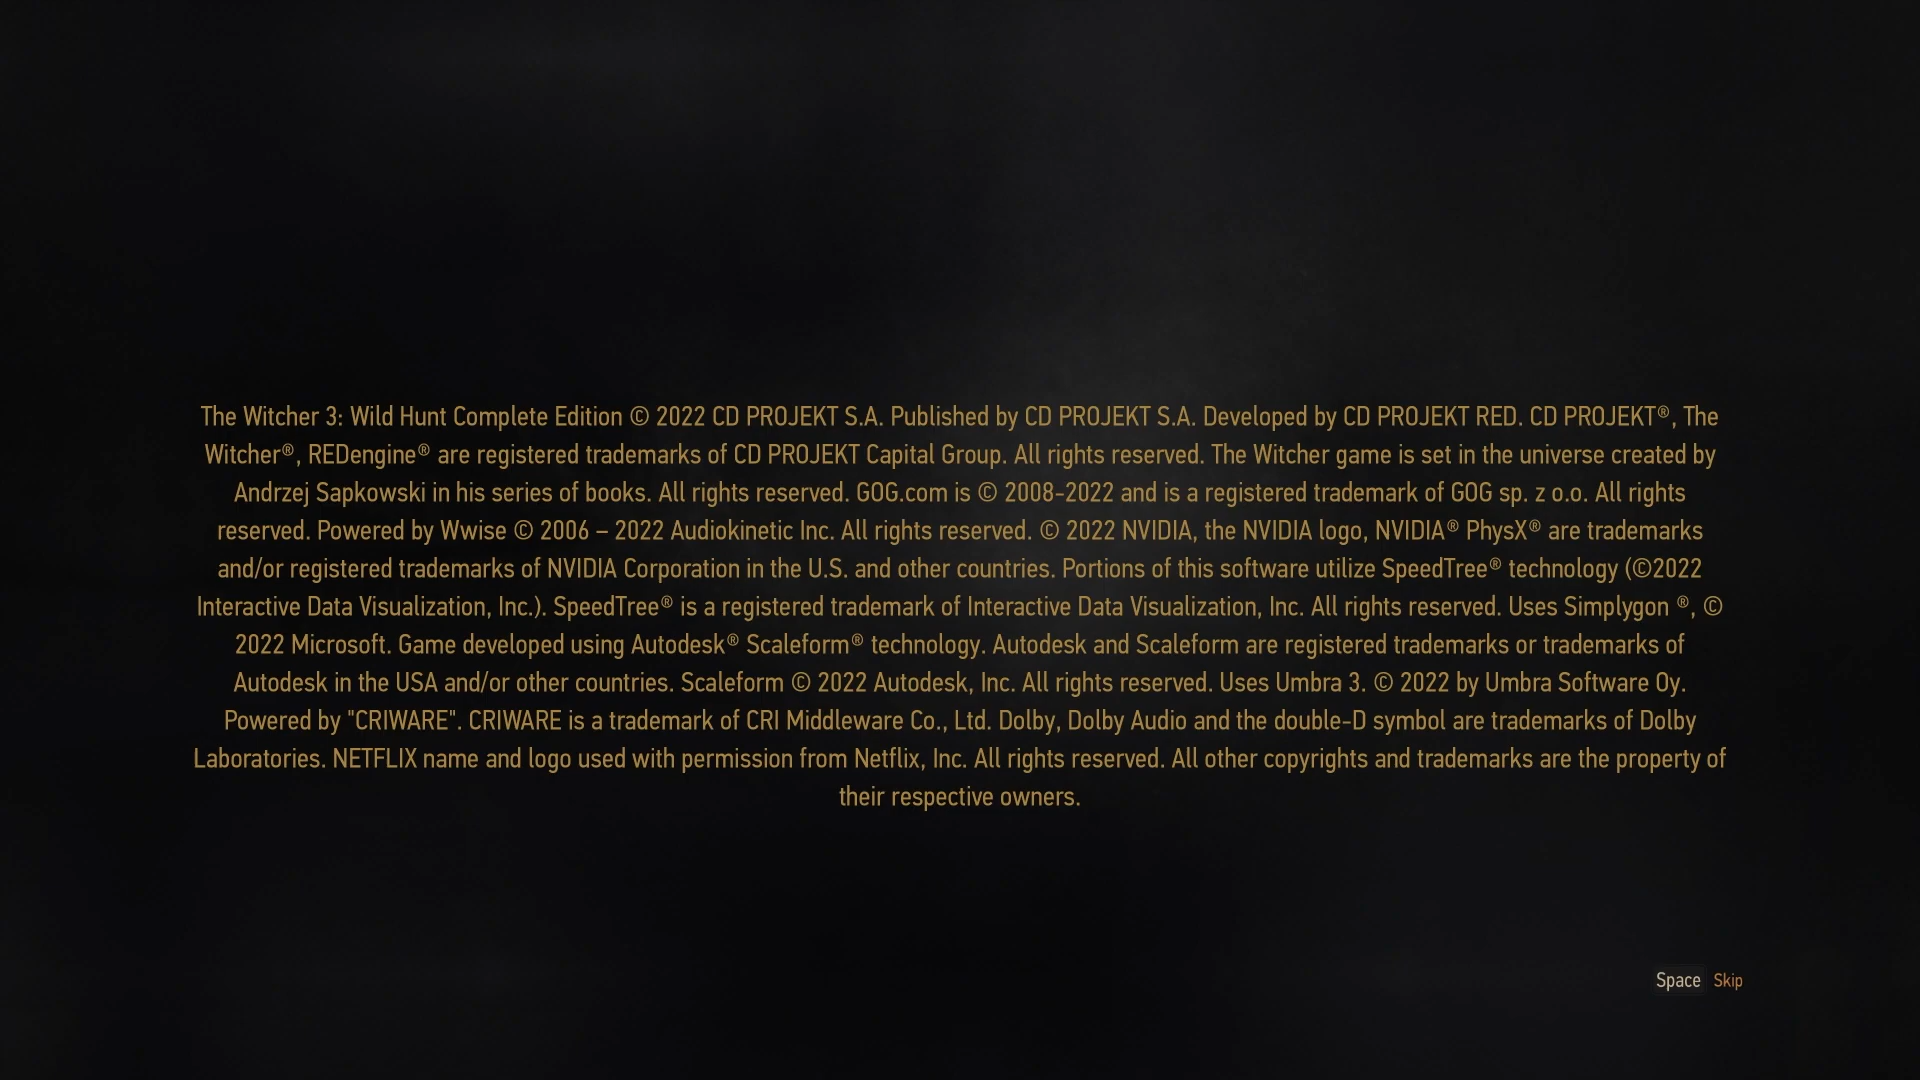 The Witcher 3: Wild Hunt Complete Edition © 2022 CD PROJEKT S.A. Published by CD PROJEKT S.A. Developed by CD PROJEKT RED. CD PROJEKT®, The
Witcher®, REDengine® are registered trademarks of CD PROJEKT Capital Group. All rights reserved. The Witcher game is set in the universe created by
Andrzej Sapkowski in his series of books. All rights reserved. GOG.com is © 2008-2022 and is a registered trademark of GOG sp. z o.o. All rights
reserved. Powered by Wwise © 2006 – 2022 Audiokinetic Inc. All rights reserved. © 2022 NVIDIA, the NVIDIA logo, NVIDIA® PhysX® are trademarks
and/or registered trademarks of NVIDIA Corporation in the U.S. and other countries. Portions of this software utilize SpeedTree® technology (©2022
Interactive Data Visualization, Inc.). SpeedTree® is a registered trademark of Interactive Data Visualization, Inc. All rights reserved. Uses Simplygon ®, ©
2022 Microsoft. Game developed using Autodesk® Scaleform® technology. Autodesk and Scaleform are registered trademarks or trademarks of
Autodesk in the USA and/or other countries. Scaleform © 2022 Autodesk, Inc. All rights reserved. Uses Umbra 3. © 2022 by Umbra Software Oy.
Powered by "CRIWARE". CRIWARE is a trademark of CRI Middleware Co., Ltd. Dolby, Dolby Audio and the double-D symbol are trademarks of Dolby
Laboratories. NETFLIX name and logo used with permission from Netflix, Inc. All rights reserved. All other copyrights and trademarks are the property of
their respective owners.
Space Skip